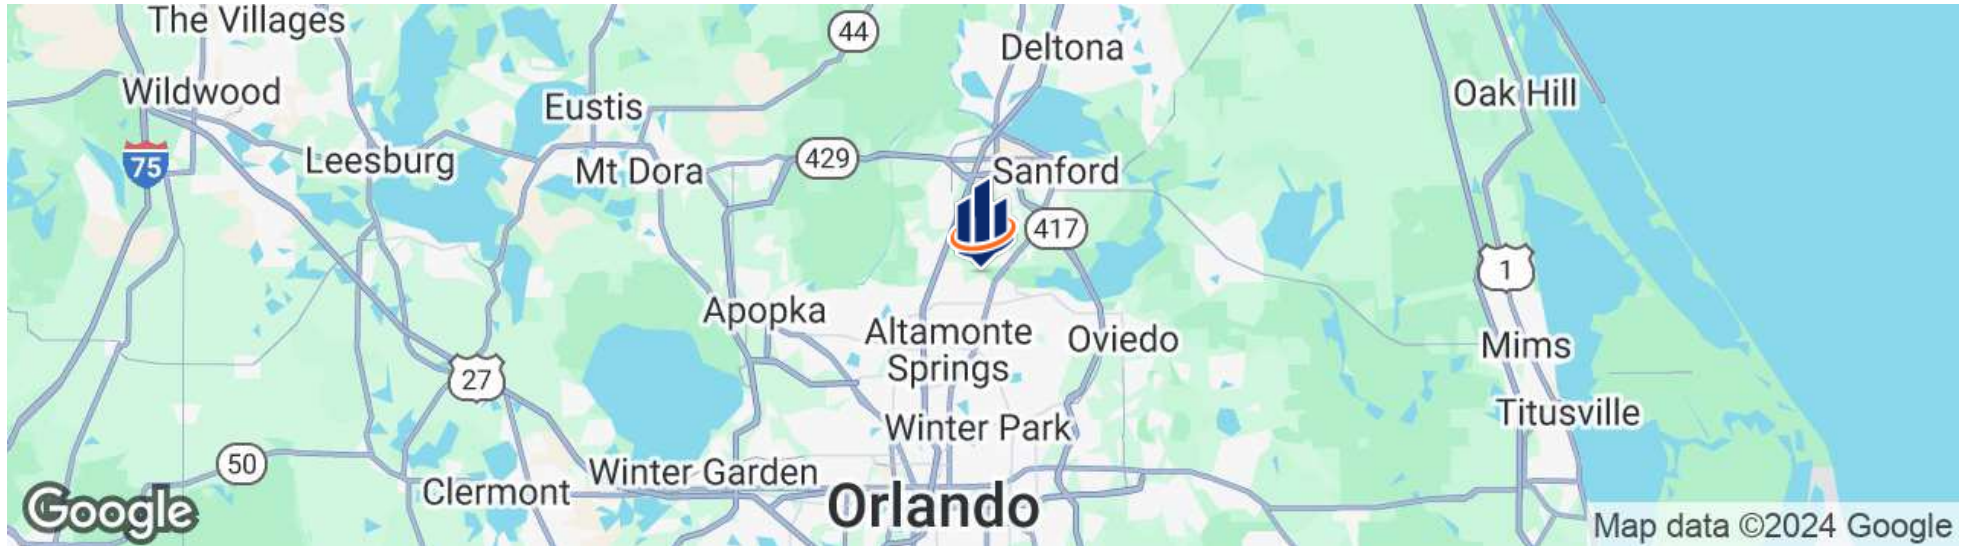 The Villages
44
Deltona
Wildwood
Eustis
Oak Hill
75
Leesburg
Mt Dora
429
Sanford
417
1
Apopka
Altamonte
Springs
Oviedo
Mims
27
Titusville
Winter Park
50
Winter Garden
Clermont
Orlando
Google
Map data ©2024 Google